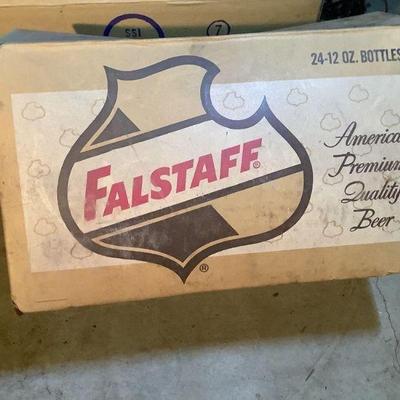 SSI
7
24-12 OZ. BOTTLES
FALSTAFF®
America
Premium
Quality
Beer
®